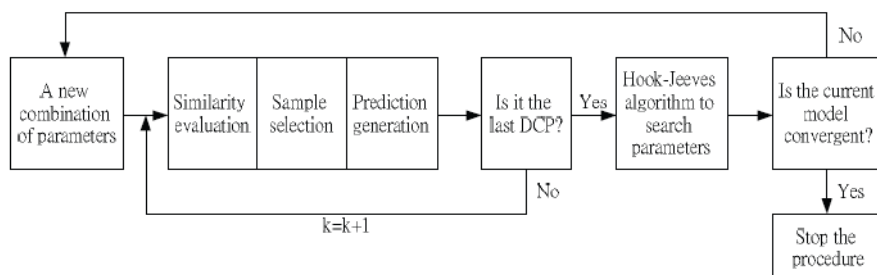 No
A new
combination
of parameters
Similarity
evaluation
Sample
selection
Prediction
generation
Is it the
last DCP?
Yes
Hook-Jeeves
algorithm to
search
parameters
Is the current
model
convergent?
No
k=k+1
Yes
Stop the
procedure